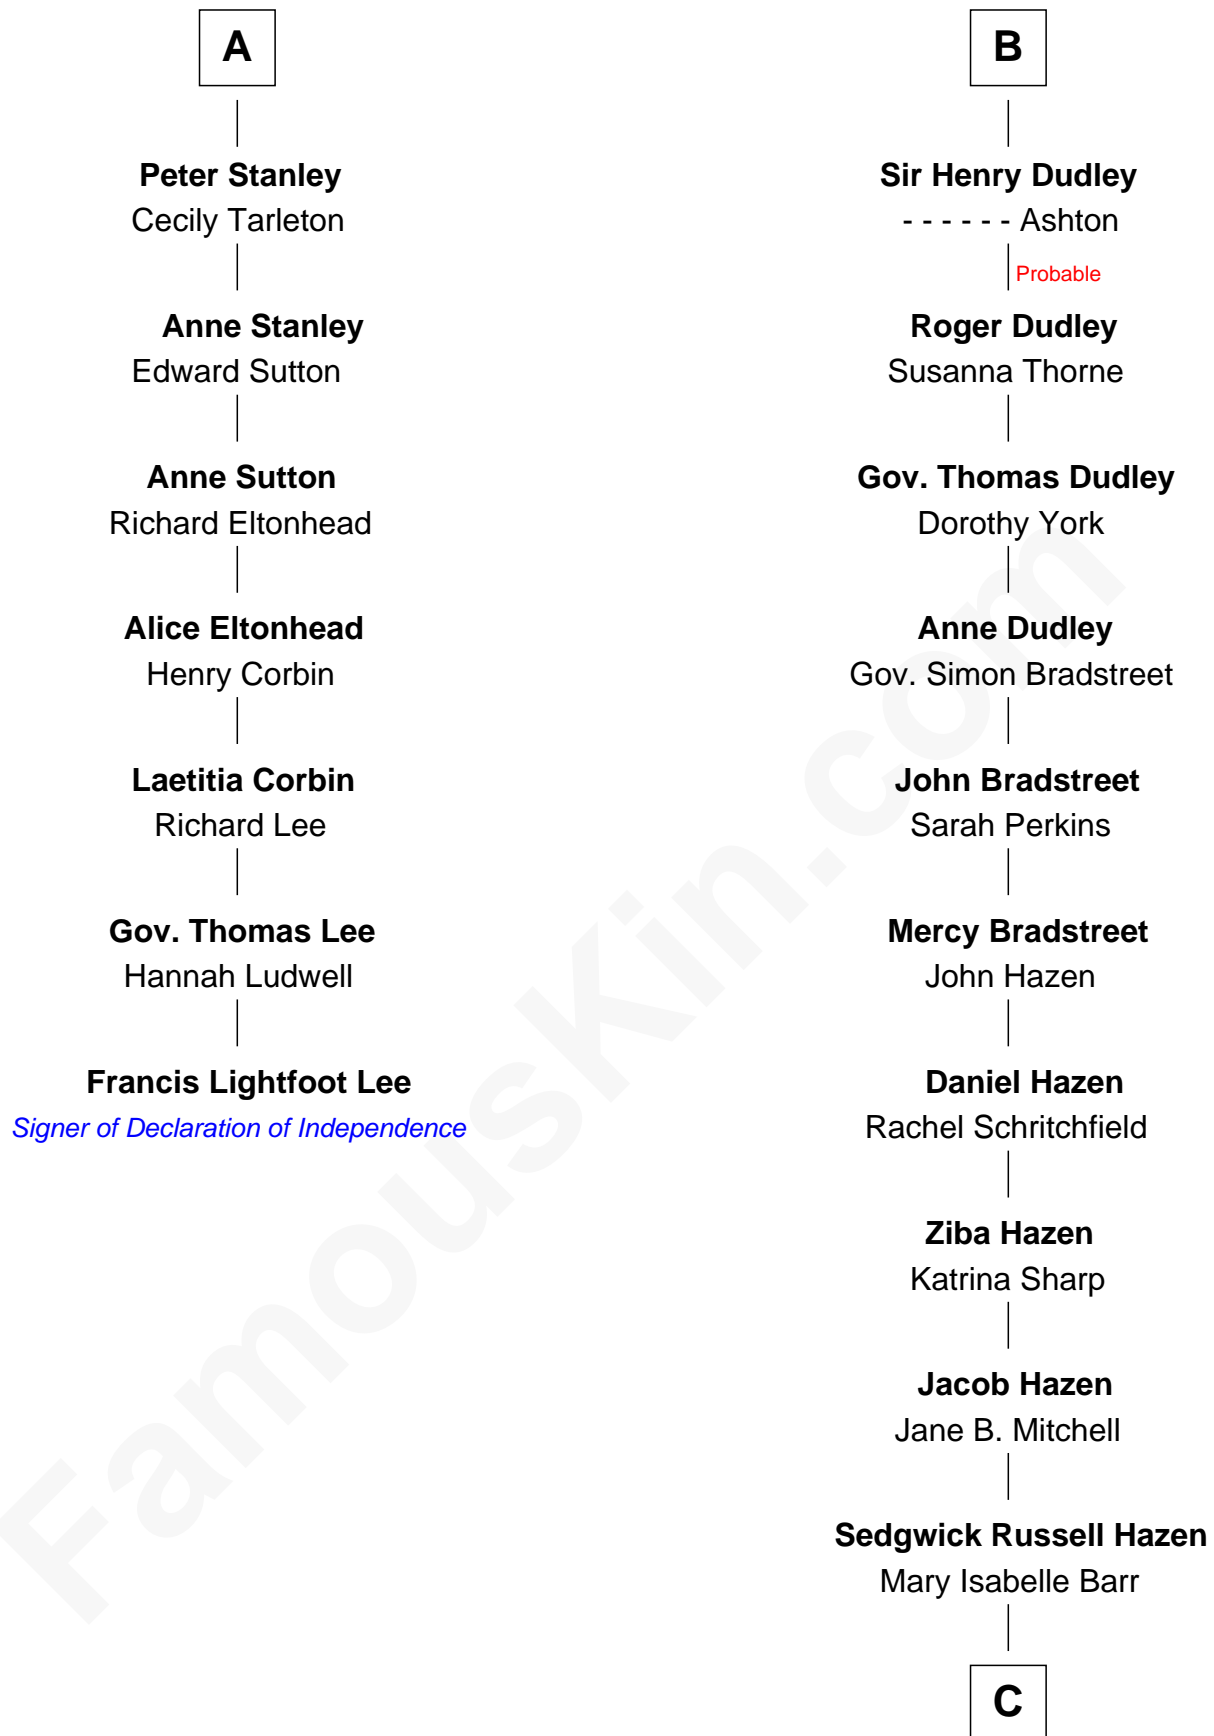 A
Peter Stanley
Cecily Tarleton
Anne Stanley
Edward Sutton
Anne Sutton
Richard Eltonhead
Alice Eltonhead
Henry Corbin
Laetitia Corbin
Richard Lee
Gov. Thomas Lee
Hannah Ludwell
Francis Lightfoot Lee
Signer of Declaration of Independence
B
Sir Henry Dudley
- - - - - - Ashton
Probable
Roger Dudley
Susanna Thorne
Gov. Thomas Dudley
Dorothy York
Anne Dudley
Gov. Simon Bradstreet
John Bradstreet
Sarah Perkins
Mercy Bradstreet
John Hazen
Daniel Hazen
Rachel Schritchfield
Ziba Hazen
Katrina Sharp
Jacob Hazen
Jane B. Mitchell
Sedgwick Russell Hazen
Mary Isabelle Barr
C
FamousKin.com